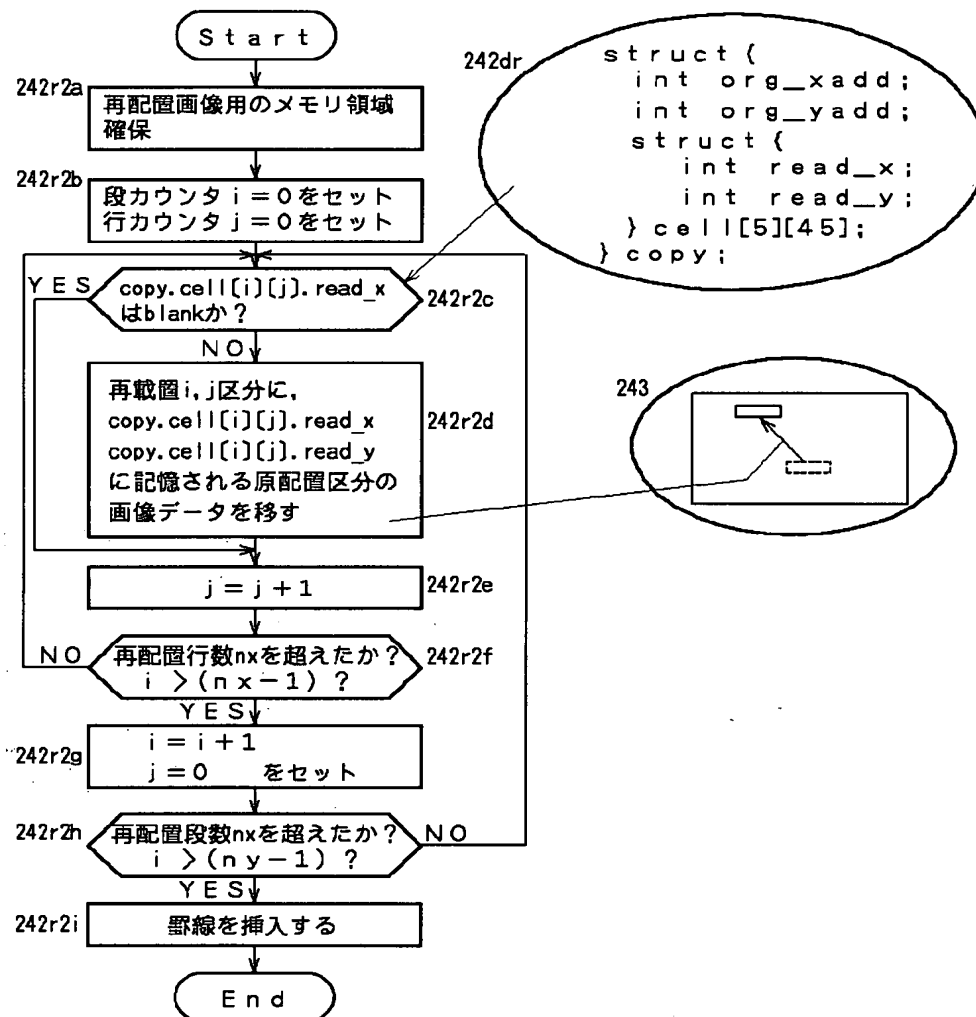 Start
242r2a
再配置画像用のメモリ領域
確保
242r2b
段カウンタi=0をセット
行カウンタj=0をセット
242dr
struct{
int org_xadd;
int org_yadd;
struct{
int read_x;
int read_y;
} cell[5][45];
} copy;
YES
copy.cell[i][j].read_x
はblankか?
242r2c
NO
再載置i,j区分に,
copy.cell[i][j].read_x
copy.cell[i][j].read_y
に記憶される原配置区分の
画像データを移す
242r2d
243
j=j+1
242r2e
NO
再配置行数nxを超えたか?
i >(nx-1)?
242r2f
YES
242r2g
i=i+1
j=0 をセット
242r2h
再配置段数nxを超えたか?
i >(ny-1)?
NO
YES
242r2i
罫線を挿入する
End